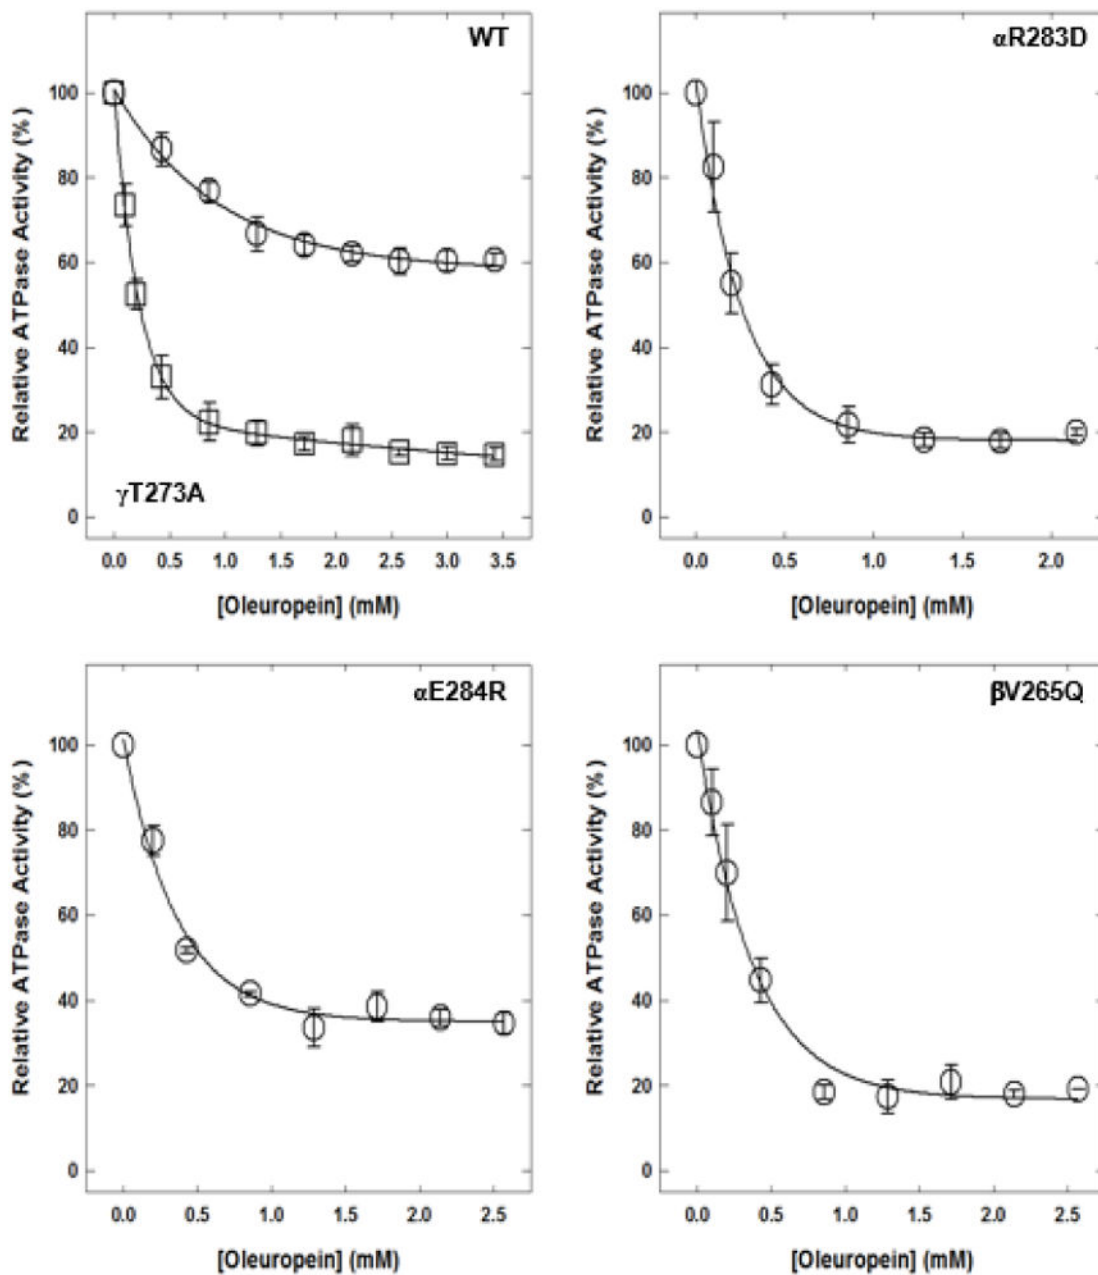 WT
Relative ATPase Activity (%)
100
80
60
40
20
0
γT273A
0.0 0.5 1.0 1.5 2.0 2.5 3.0 3.5
[Oleuropein] (mM)
αR283D
Relative ATPase Activity (%)
100
80
60
40
20
0
0.0 0.5 1.0 1.5 2.0
[Oleuropein] (mM)
αE284R
Relative ATPase Activity (%)
100
80
60
40
20
0
0.0 0.5 1.0 1.5 2.0 2.5
[Oleuropein] (mM)
βV265Q
Relative ATPase Activity (%)
100
80
60
40
20
0
0.0 0.5 1.0 1.5 2.0 2.5
[Oleuropein] (mM)